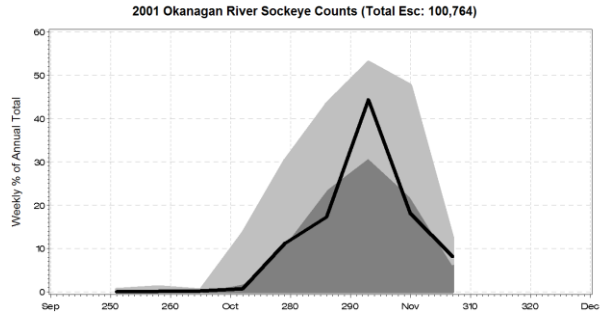 2001 Okanagan River Sockeye Counts (Total Esc: 100,764)
Weekly % of Annual Total
60
50
40
30
20
10
0
Sep 250 260 Oct 280 290 Nov 310 320 Dec